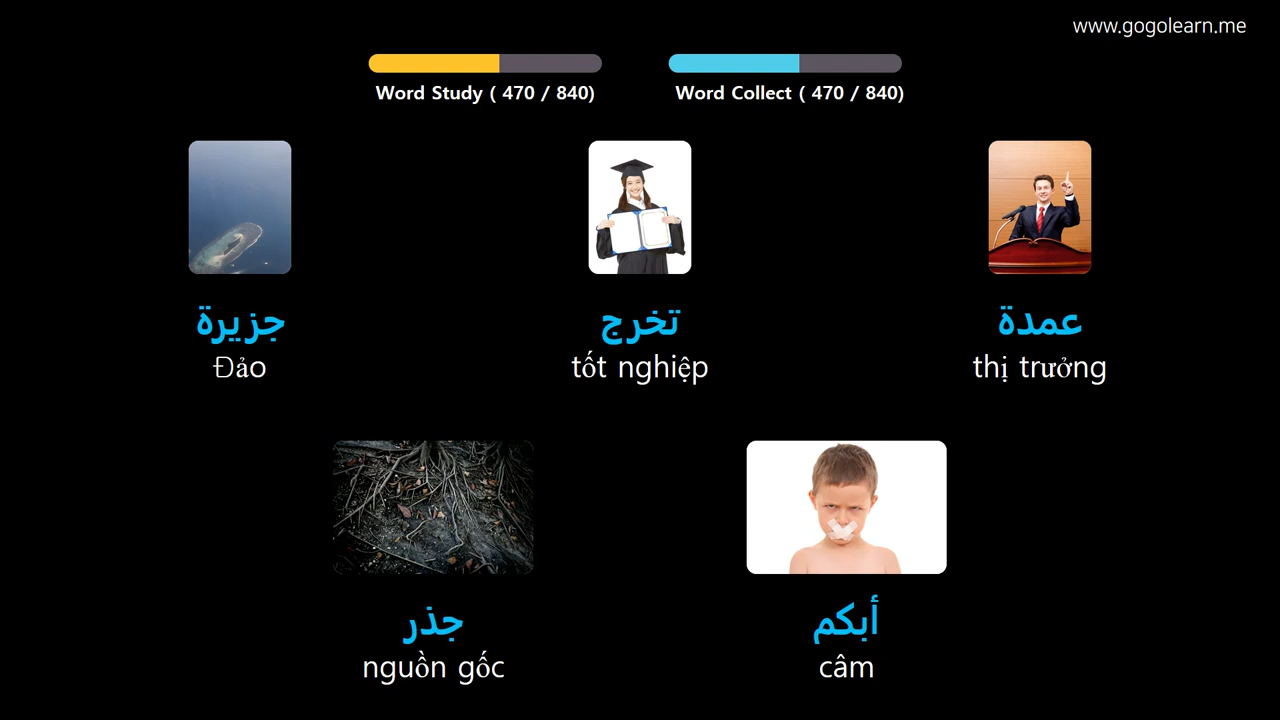 www.gogolearn.me
Word Study ( 470 / 840)
Word Collect ( 470 / 840)
جزيرة
Đảo
تخرج
tốt nghiệp
عمدة
thị trưởng
جذر
nguồn gốc
أبكم
câm